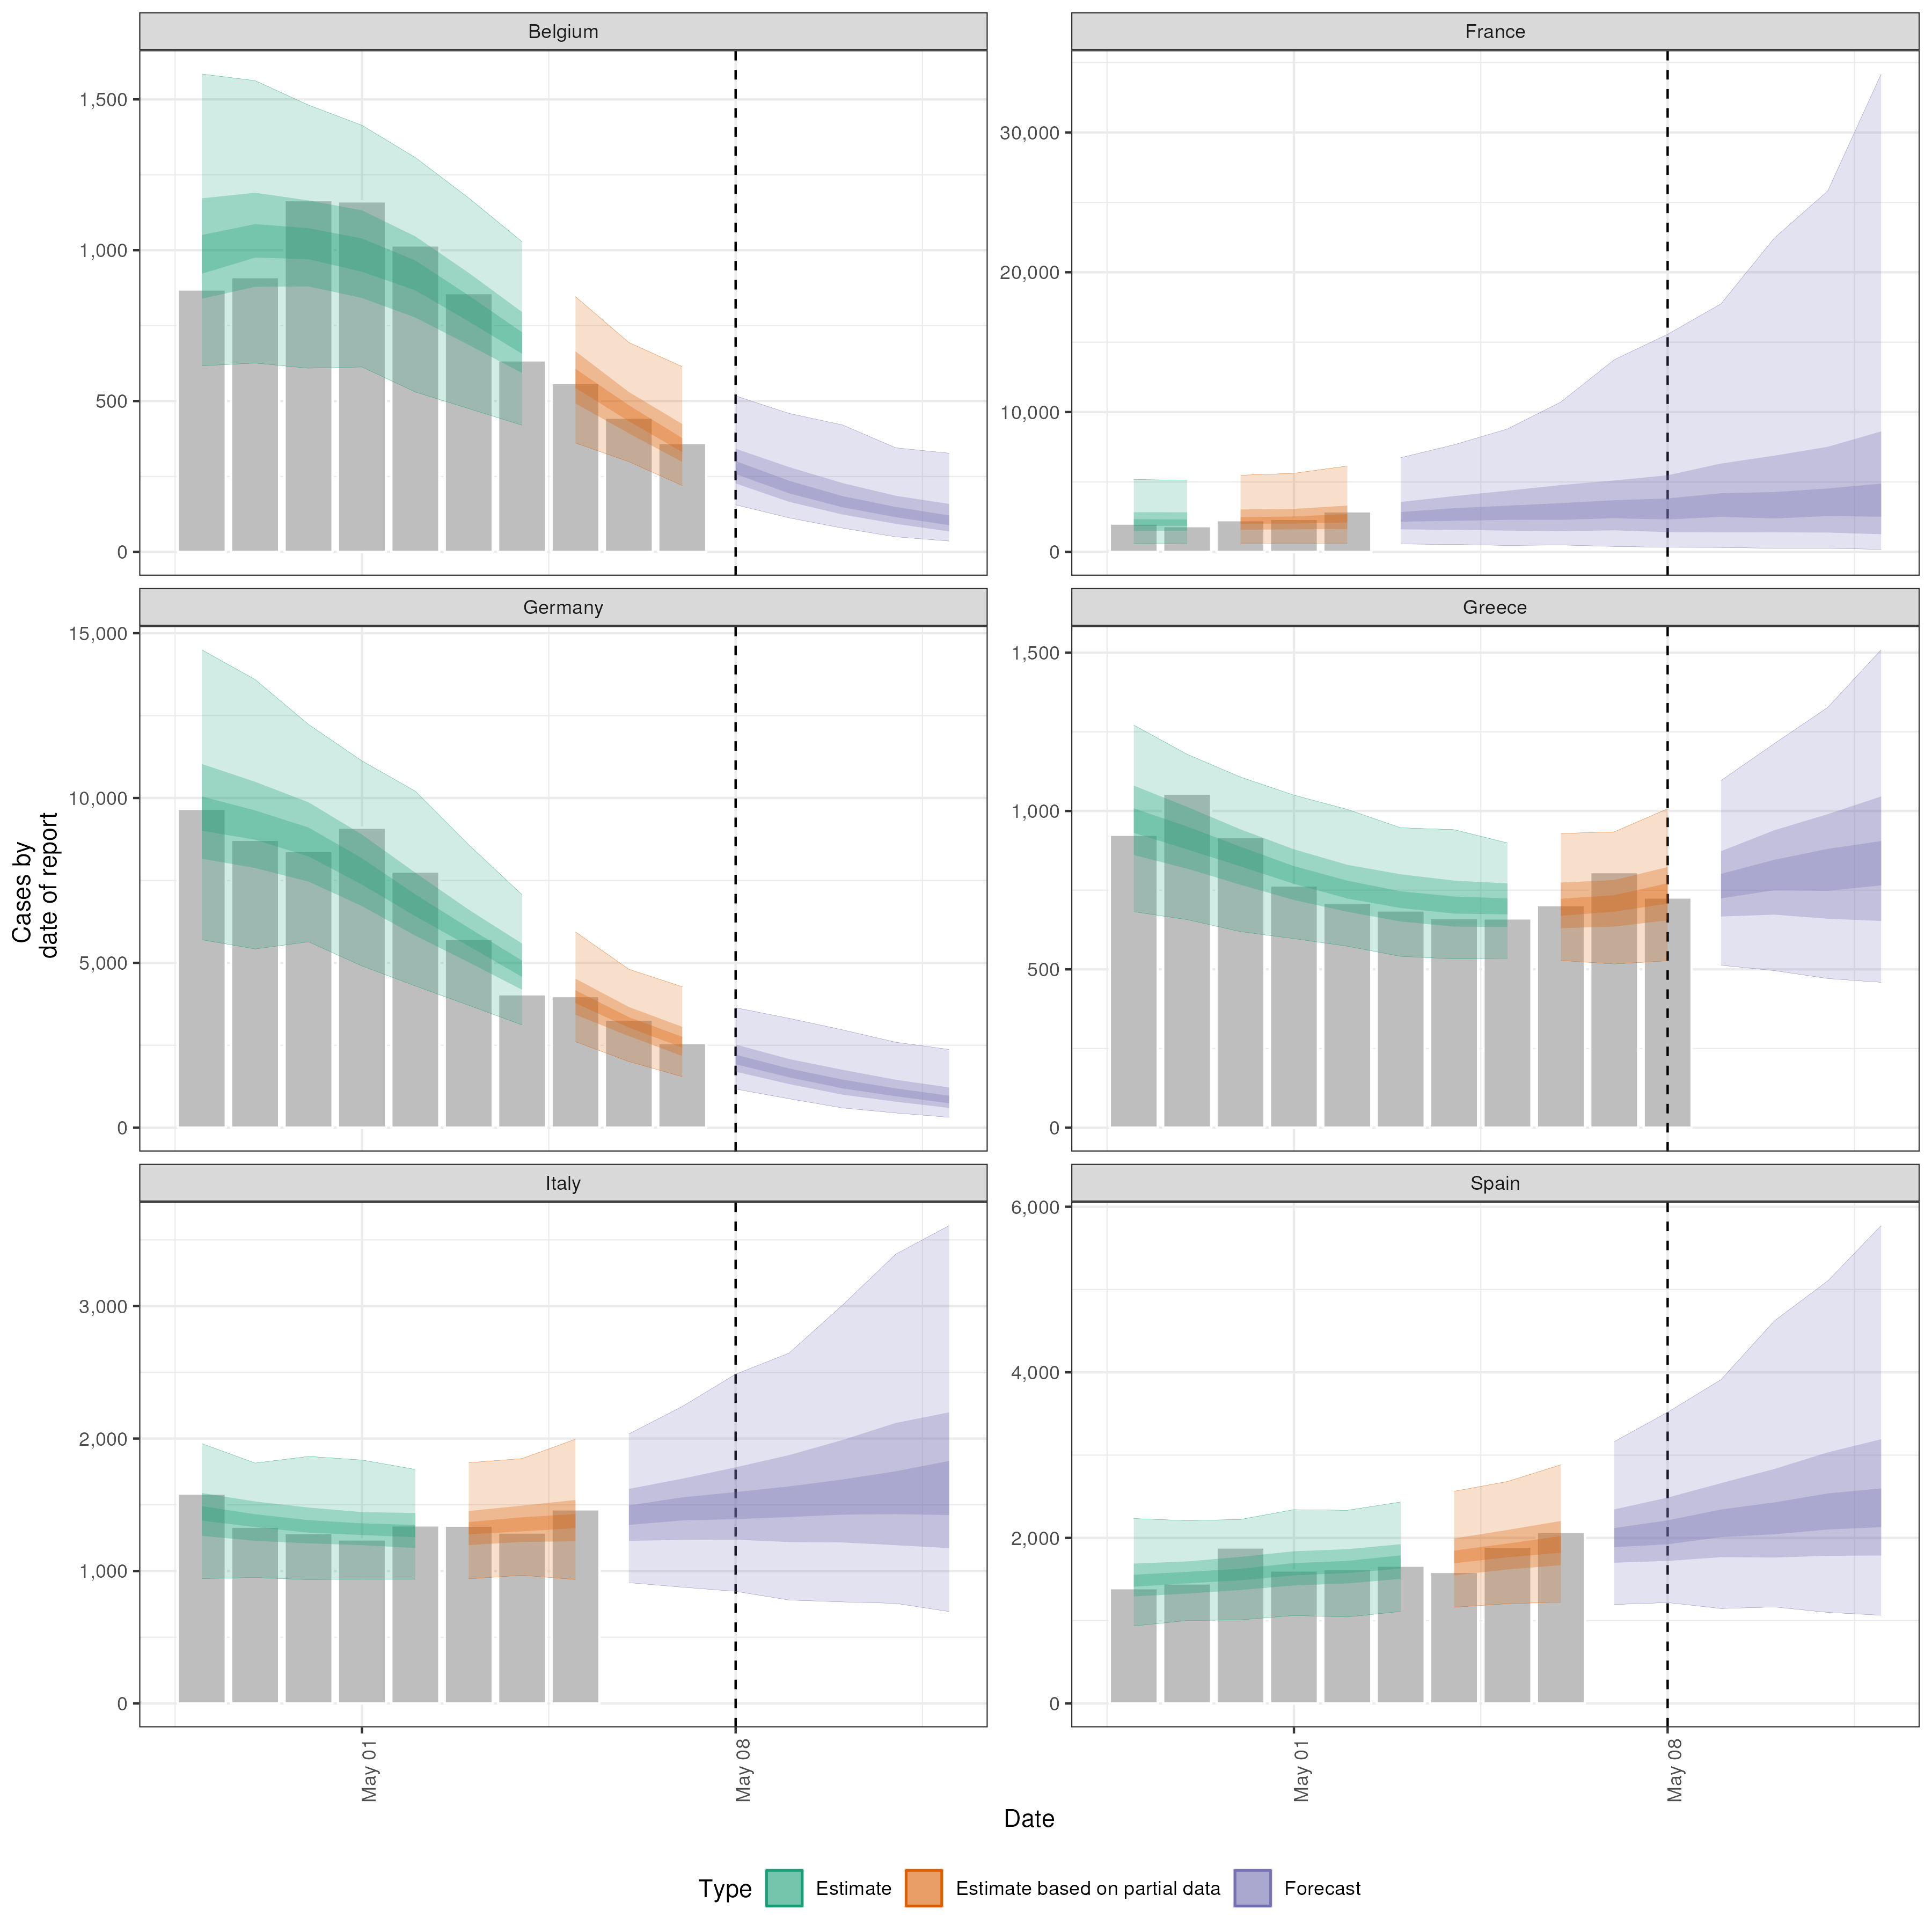 Belgium
France
1,500
1,000
500
0
30,000
20,000
10,000
0
Germany
Greece
15,000
10,000
5,000
0
1,500
1,000
500
0
Cases by
date of report
Italy
Spain
3,000
2,000
1,000
0
6,000
4,000
2,000
0
May 01
May 08
May 01
May 08
Date
Type
Estimate
Estimate based on partial data
Forecast